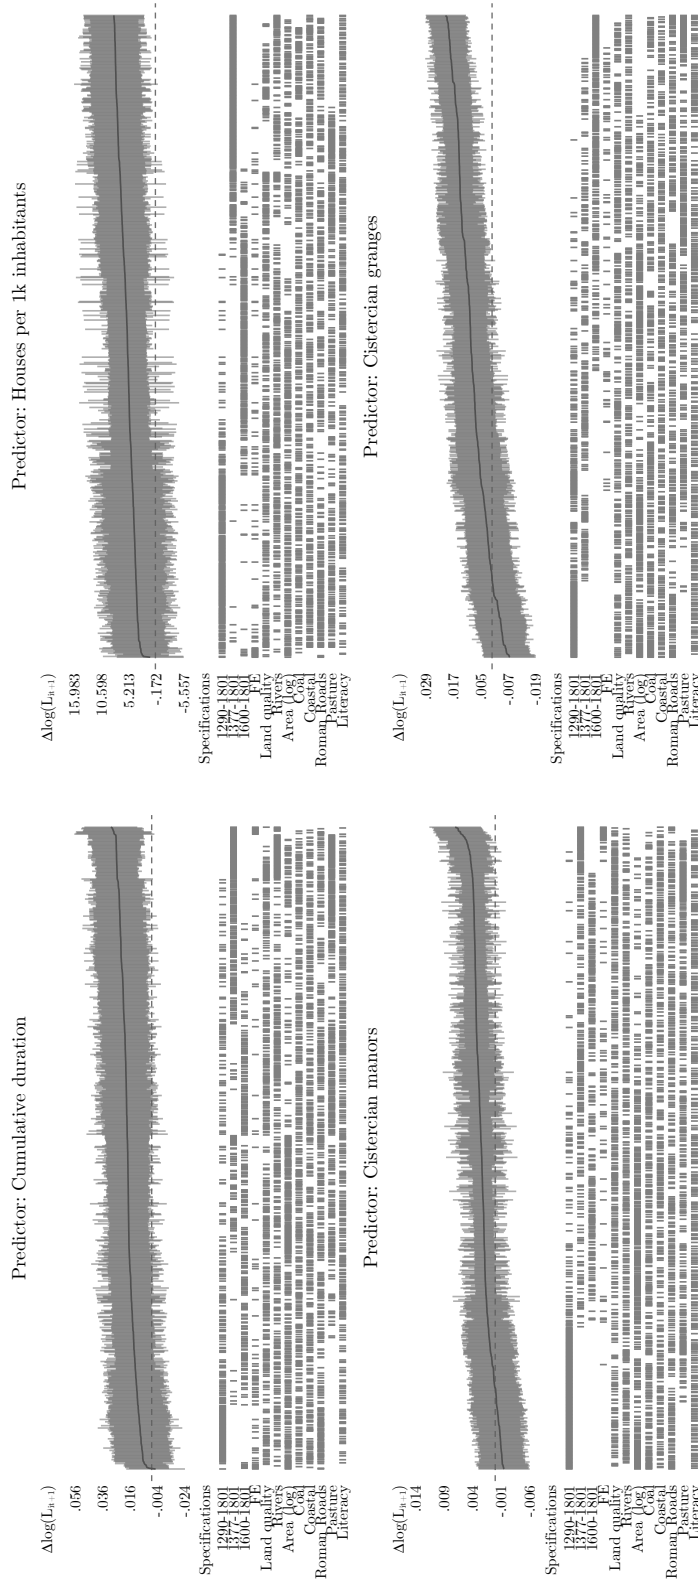 Predictor: Cumulative duration
Δlog(Lᵢₜ₊₁)
.056
.036
.016
-.004
-.024
Specifications
1290-1801
1377-1801
1600-1801
FE
Land quality
Rivers
Area (log)
Coal
Coastal
Roman Roads
Pasture
Literacy
Predictor: Houses per 1k inhabitants
Δlog(Lᵢₜ₊₁)
15.983
10.598
5.213
-.172
-5.557
Specifications
1290-1801
1377-1801
1600-1801
FE
Land quality
Rivers
Area (log)
Coal
Coastal
Roman Roads
Pasture
Literacy
Predictor: Cistercian manors
Δlog(Lᵢₜ₊₁)
.014
.009
.004
-.001
-.006
Specifications
1290-1801
1377-1801
1600-1801
FE
Land quality
Rivers
Area (log)
Coal
Coastal
Roman Roads
Pasture
Literacy
Predictor: Cistercian granges
Δlog(Lᵢₜ₊₁)
.029
.017
.005
-.007
-.019
Specifications
1290-1801
1377-1801
1600-1801
FE
Land quality
Rivers
Area (log)
Coal
Coastal
Roman Roads
Pasture
Literacy